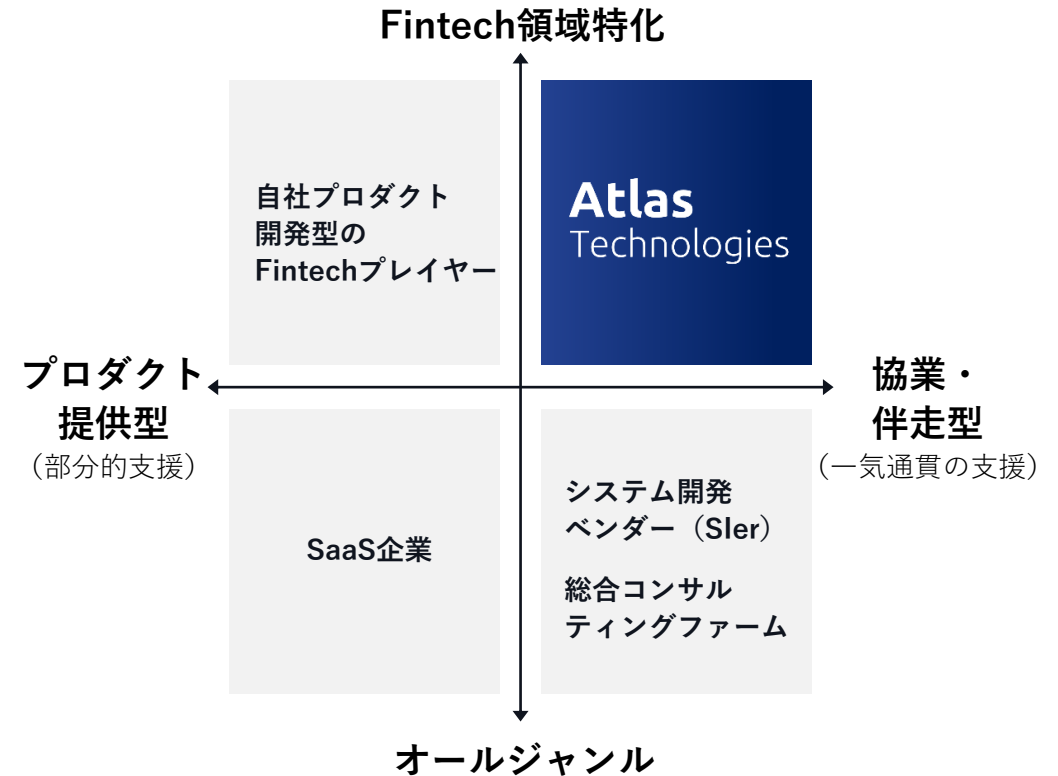 Fintech領域特化
自社プロダクト
開発型の
Fintechプレイヤー
Atlas
Technologies
プロダクト
提供型
（部分的支援）
協業・
伴走型
（一気通貫の支援）
SaaS企業
システム開発
ベンダー（SIer）
総合コンサル
ティングファーム
オールジャンル